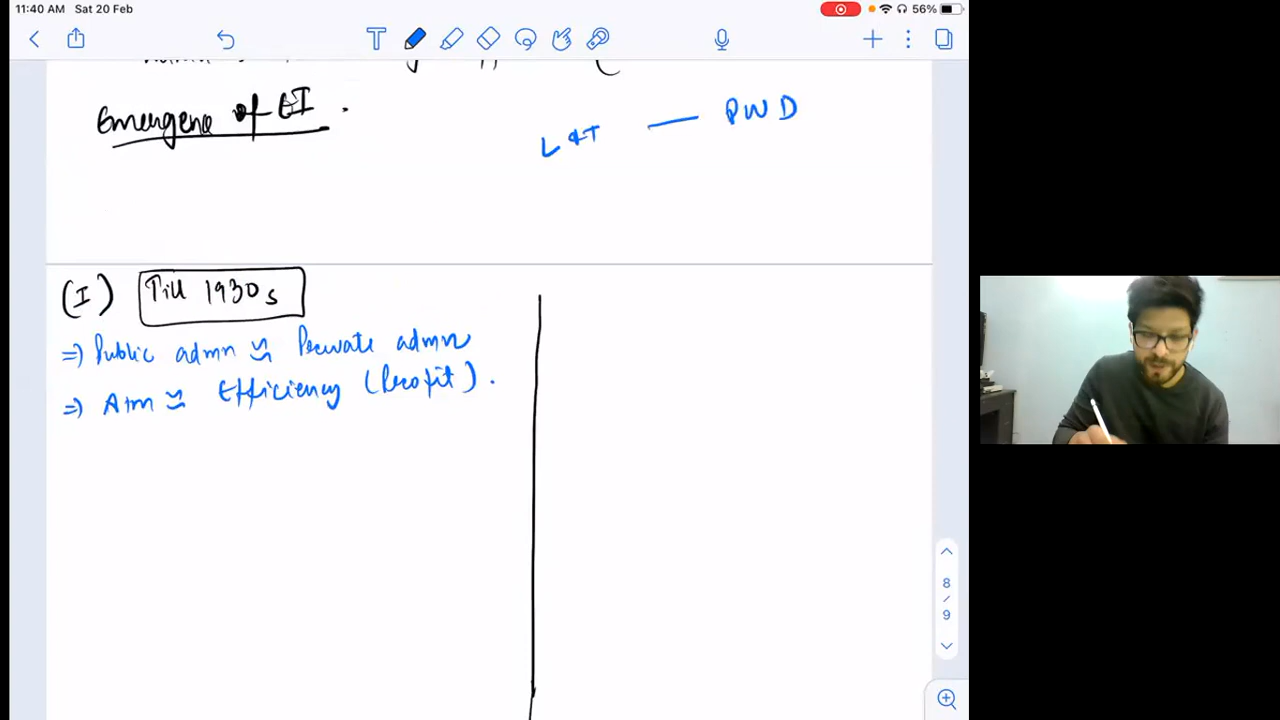 11:40 AM Sat 20 Feb
56%
Emergence of EI.
L&T — PWD
(I) Till 1930s
⇒ Public admn ≃ Private admn
⇒ Aim ≃ Efficiency (Profit).
8
/
9